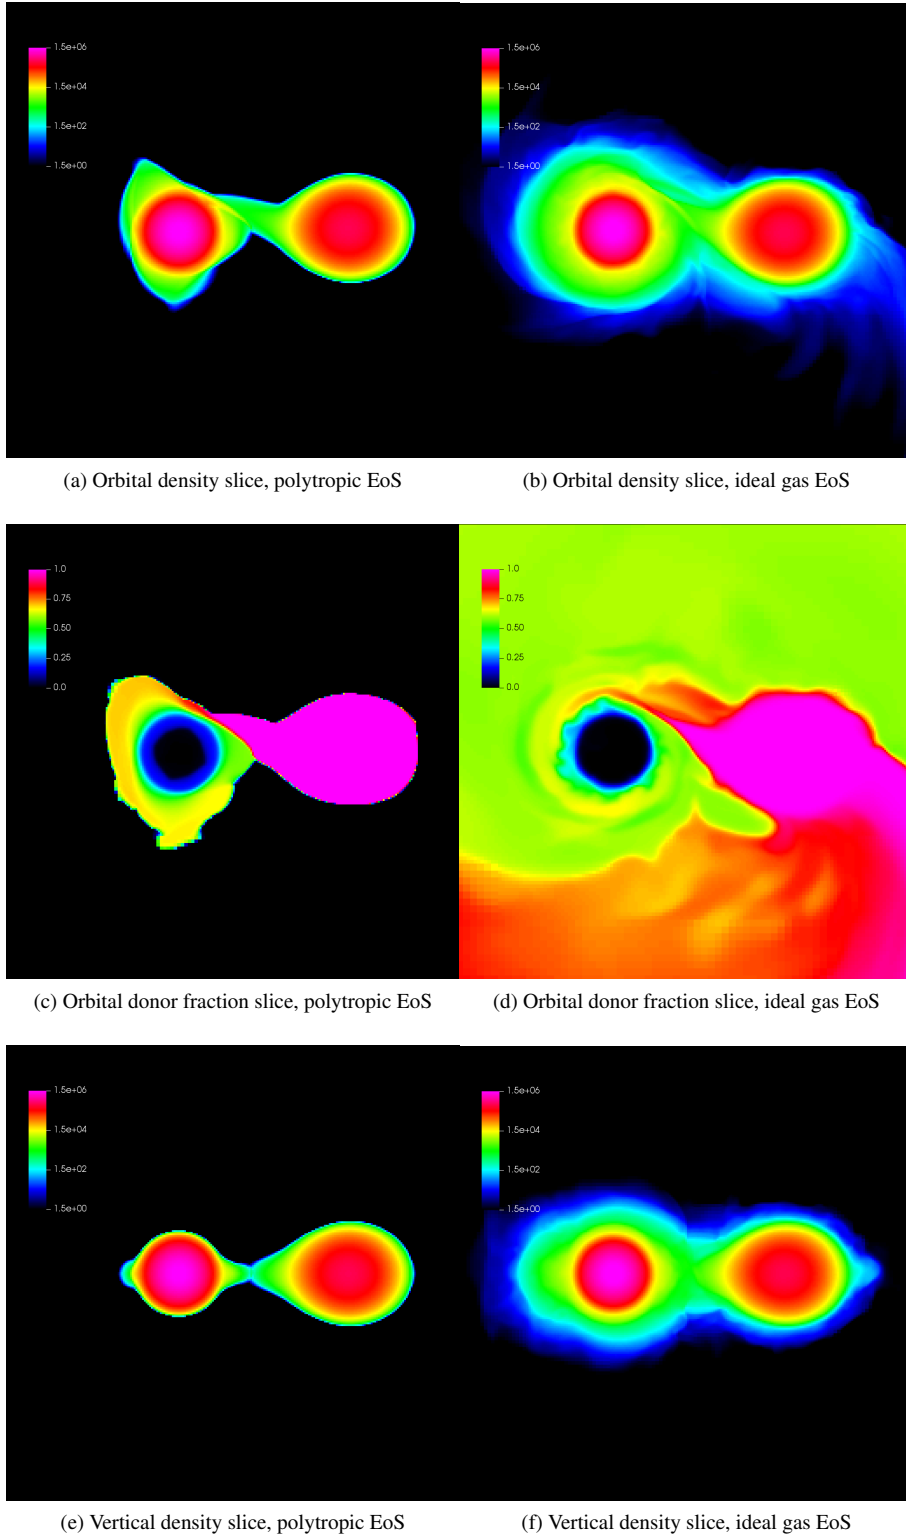 1.5e+06
1.5e+04
1.5e+02
1.5e+00
1.5e+06
1.5e+04
1.5e+02
1.5e+00
(a) Orbital density slice, polytropic EoS
(b) Orbital density slice, ideal gas EoS
1.0
0.75
0.50
0.25
0.0
1.0
0.75
0.50
0.25
0.0
(c) Orbital donor fraction slice, polytropic EoS
(d) Orbital donor fraction slice, ideal gas EoS
1.5e+06
1.5e+04
1.5e+02
1.5e+00
1.5e+06
1.5e+04
1.5e+02
1.5e+00
(e) Vertical density slice, polytropic EoS
(f) Vertical density slice, ideal gas EoS